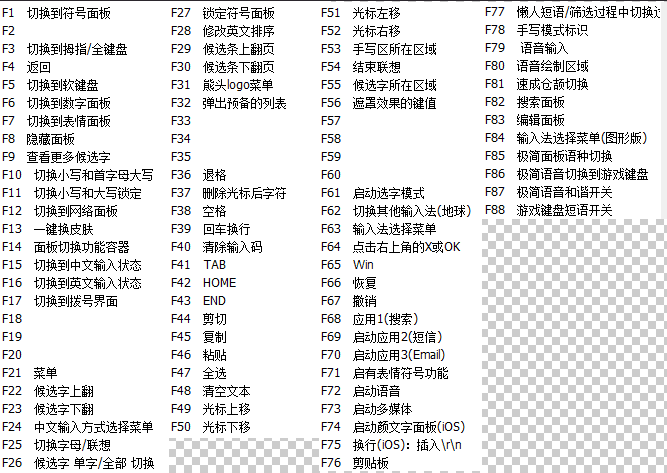 F1 切换到符号面板
F2
F3 切换到拇指/全键盘
F4 返回
F5 切换到软键盘
F6 切换到数字面板
F7 切换到表情面板
F8 隐藏面板
F9 查看更多候选字
F10 切换小写和首字母大写
F11 切换小写和大写锁定
F12 切换到网络面板
F13 一键换皮肤
F14 面板切换功能容器
F15 切换到中文输入状态
F16 切换到英文输入状态
F17 切换到拨号界面
F18
F19
F20
F21 菜单
F22 候选字上翻
F23 候选字下翻
F24 中文输入方式选择菜单
F25 切换字母/联想
F26 候选字 单字/全部 切换
F27 锁定符号面板
F28 修改英文排序
F29 候选条上翻页
F30 候选条下翻页
F31 能头logo菜单
F32 弹出预备的列表
F33
F34
F35
F36 退格
F37 删除光标后字符
F38 空格
F39 回车换行
F40 清除输入码
F41 TAB
F42 HOME
F43 END
F44 剪切
F45 复制
F46 粘贴
F47 全选
F48 清空文本
F49 光标上移
F50 光标下移
F51 光标左移
F52 光标右移
F53 手写区所在区域
F54 结束联想
F55 候选字所在区域
F56 遮罩效果的键值
F57
F58
F59
F60
F61 启动选字模式
F62 切换其他输入法(地球)
F63 输入法选择菜单
F64 点击右上角的X或OK
F65 Win
F66 恢复
F67 撤销
F68 应用1(搜索)
F69 启动应用2(短信)
F70 启动应用3(Email)
F71 启有表情符号功能
F72 启动语音
F73 启动多媒体
F74 启动颜文字面板(iOS)
F75 换行(iOS)：插入\r\n
F76 剪贴板
F77 懒人短语/筛选过程中切换
F78 手写模式标识
F79 语音输入
F80 语音绘制区域
F81 速成仓颉切换
F82 搜索面板
F83 编辑面板
F84 输入法选择菜单(图形版)
F85 极简面板语种切换
F86 极简语音切换到游戏键盘
F87 极简语音和谐开关
F88 游戏键盘短语开关